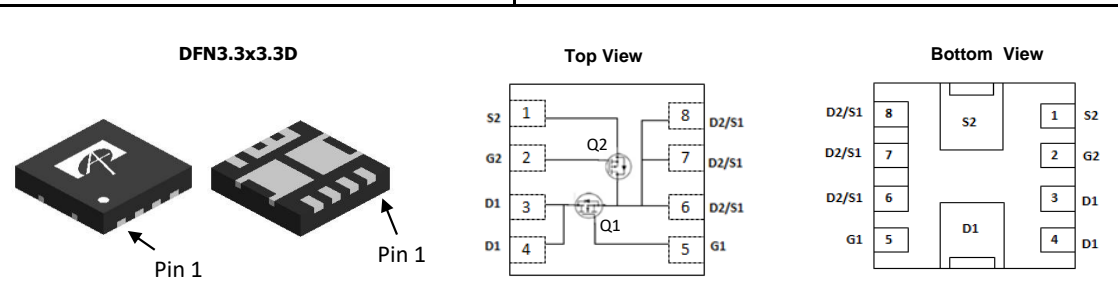 DFN3.3x3.3D
Pin 1
Pin 1
Top View
S2 1 8 D2/S1
Q2
G2 2 7 D2/S1
D1 3 6 D2/S1
Q1
D1 4 5 G1
Bottom View
D2/S1 8 S2 1 S2
D2/S1 7 2 G2
D2/S1 6 3 D1
D1
G1 5 4 D1